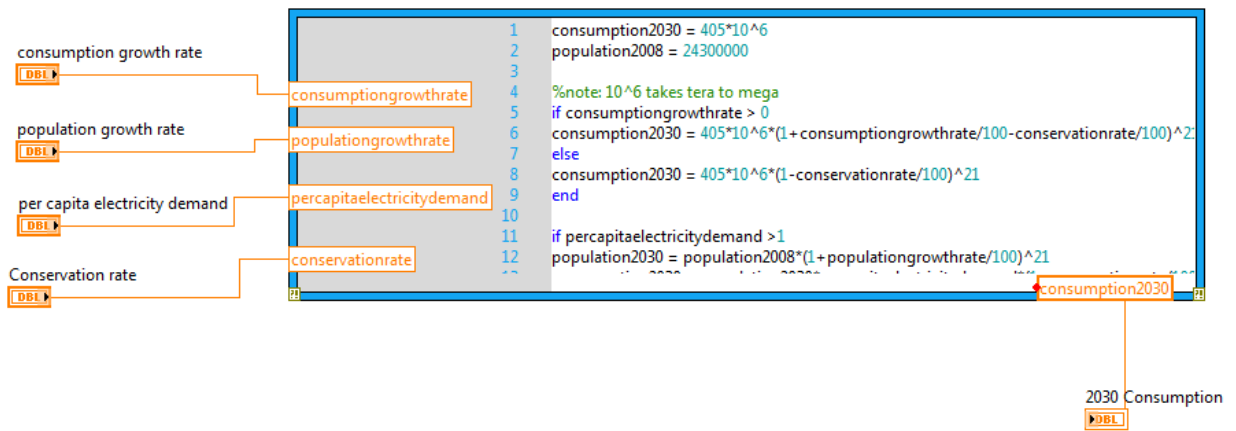 consumption growth rate
DBL
population growth rate
DBL
per capita electricity demand
DBL
Conservation rate
DBL
consumptiongrowthrate
populationgrowthrate
percapitaelectricitydemand
conservationrate
1 consumption2030 = 405*10^6
2 population2008 = 24300000
3
4 %note: 10^6 takes tera to mega
5 if consumptiongrowthrate > 0
6 consumption2030 = 405*10^6*(1+consumptiongrowthrate/100-conservationrate/100)^2
7 else
8 consumption2030 = 405*10^6*(1-conservationrate/100)^21
9 end
10
11 if percapitaelectricitydemand >1
12 population2030 = population2008*(1+populationgrowthrate/100)^21
consumption2030
2030 Consumption
DBL